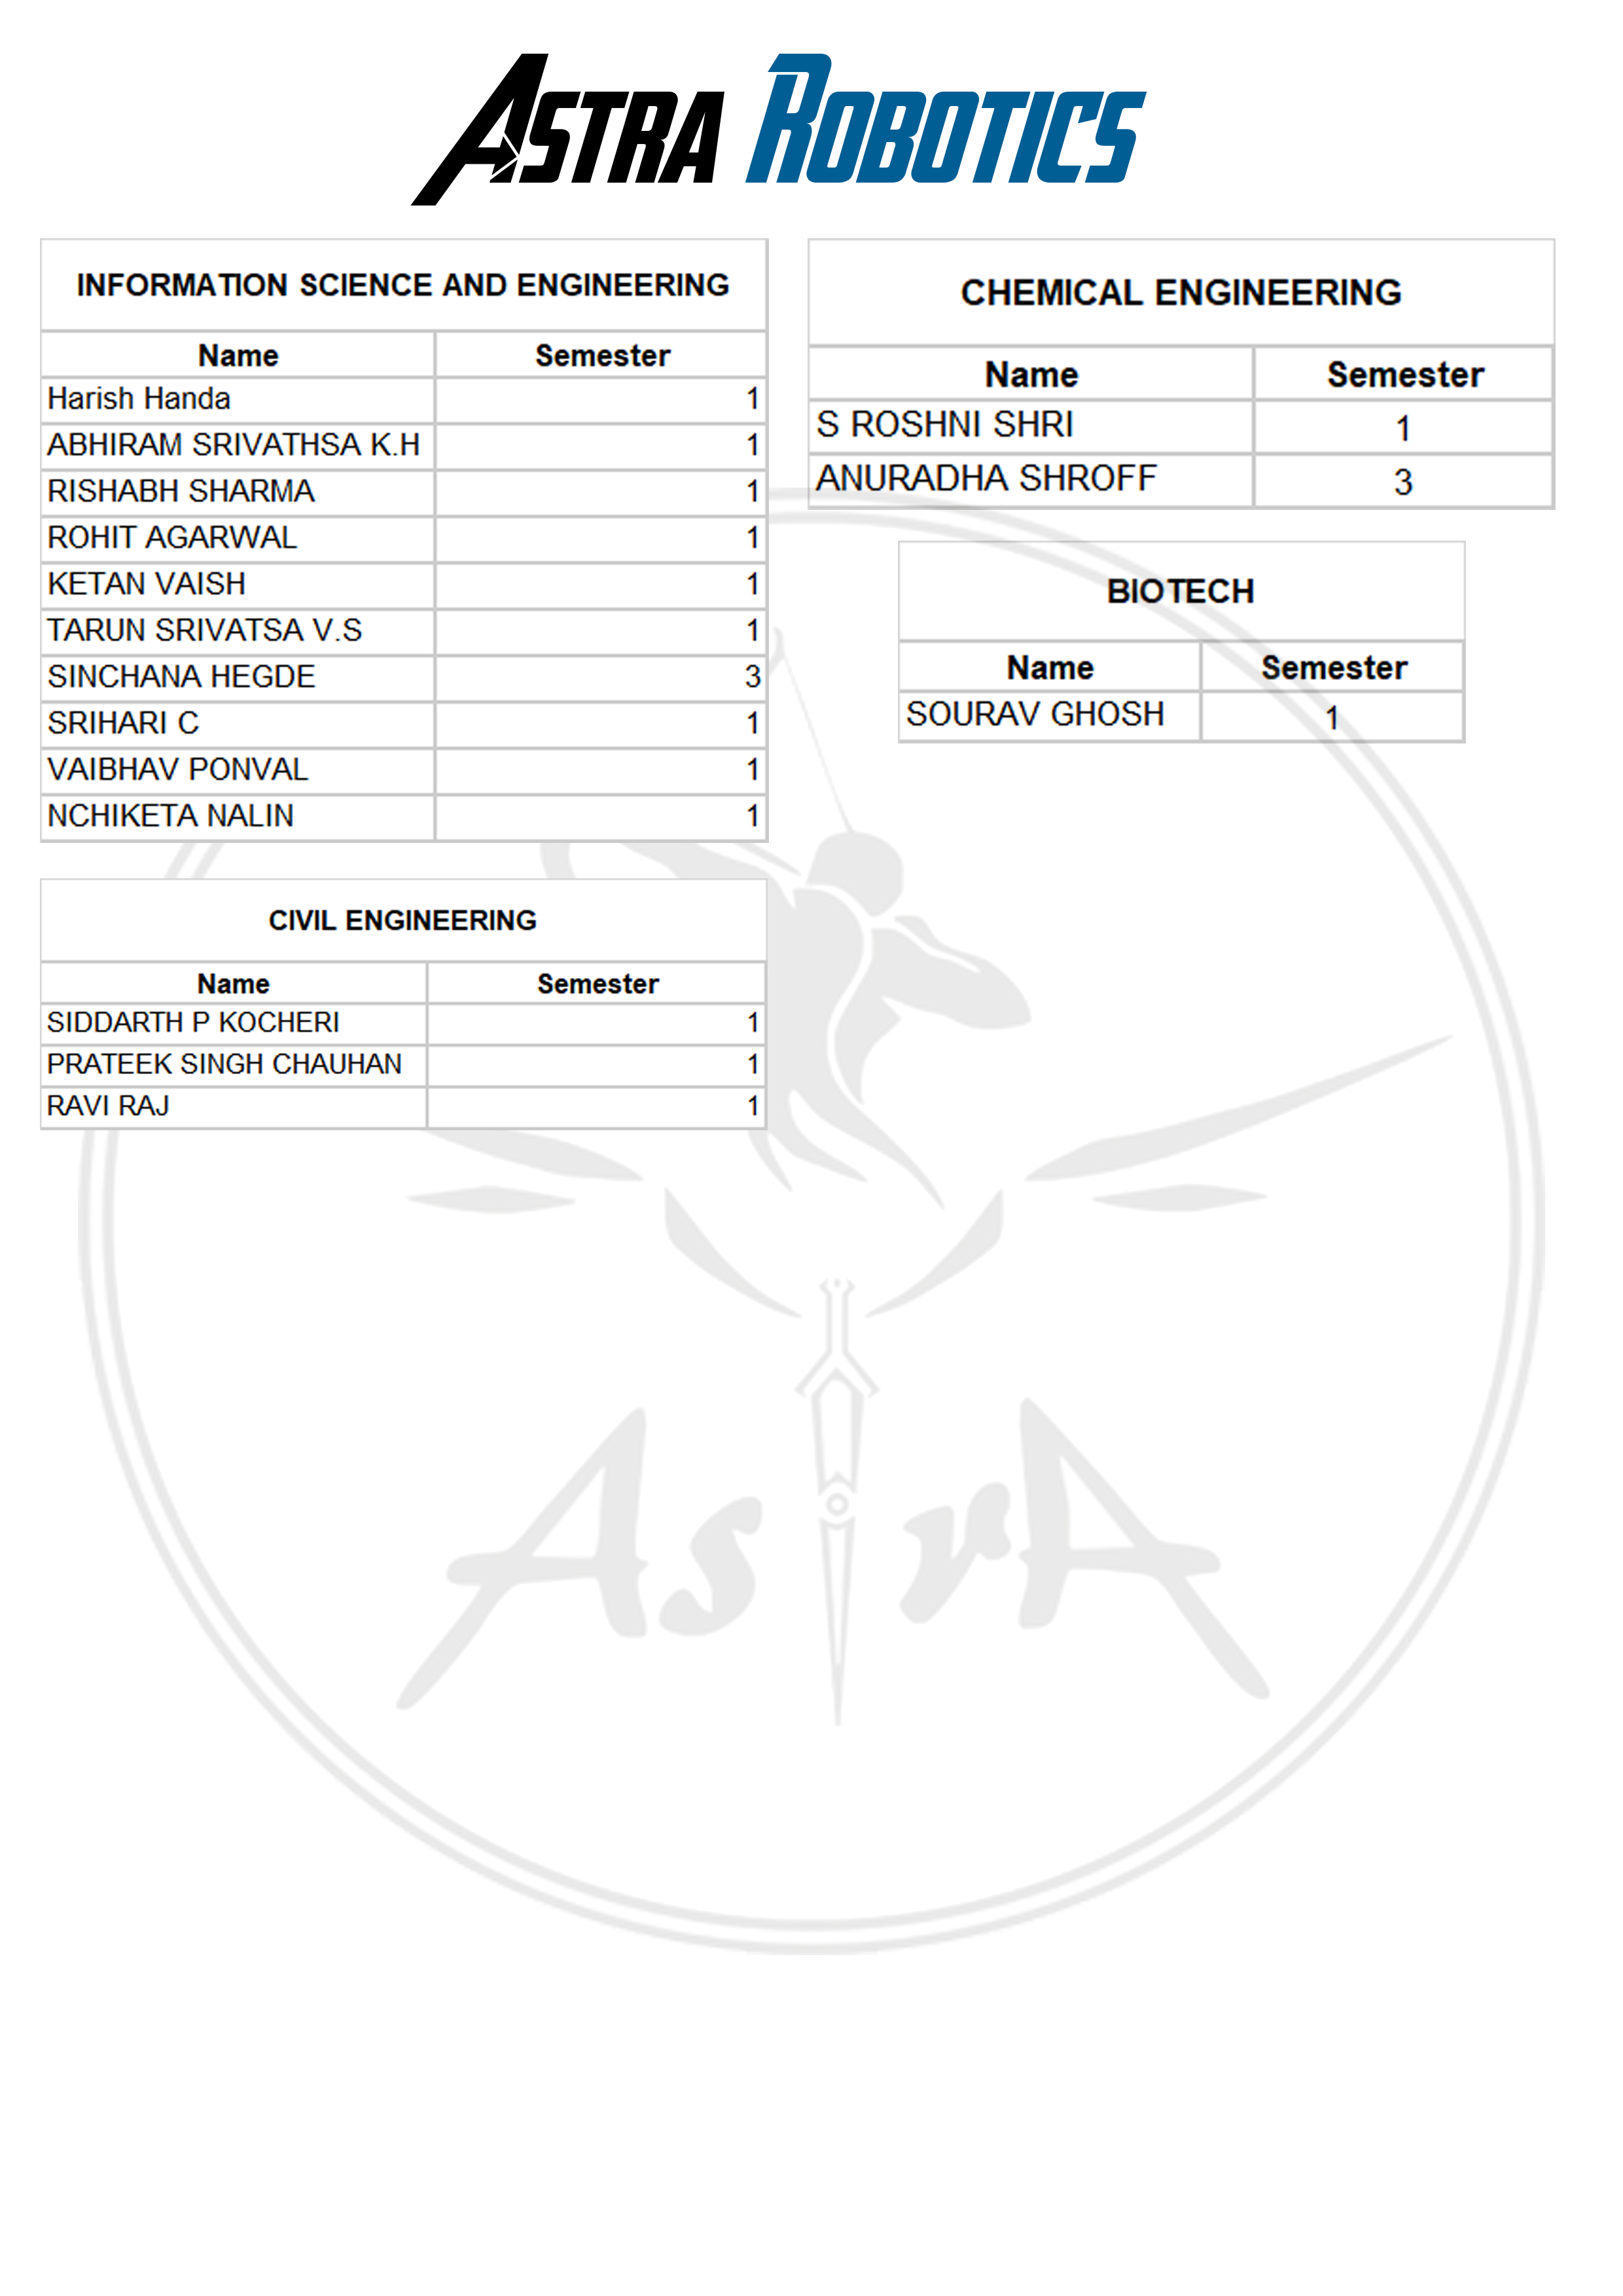 ASTRA ROBOTICS
INFORMATION SCIENCE AND ENGINEERING
Name Semester
Harish Handa 1
ABHIRAM SRIVATHSA K.H 1
RISHABH SHARMA 1
ROHIT AGARWAL 1
KETAN VAISH 1
TARUN SRIVATSA V.S 1
SINCHANA HEGDE 3
SRIHARI C 1
VAIBHAV PONVAL 1
NCHIKETA NALIN 1
CIVIL ENGINEERING
Name Semester
SIDDARTH P KOCHERI 1
PRATEEK SINGH CHAUHAN 1
RAVI RAJ 1
CHEMICAL ENGINEERING
Name Semester
S ROSHNI SHRI 1
ANURADHA SHROFF 3
BIOTECH
Name Semester
SOURAV GHOSH 1
AsTrA